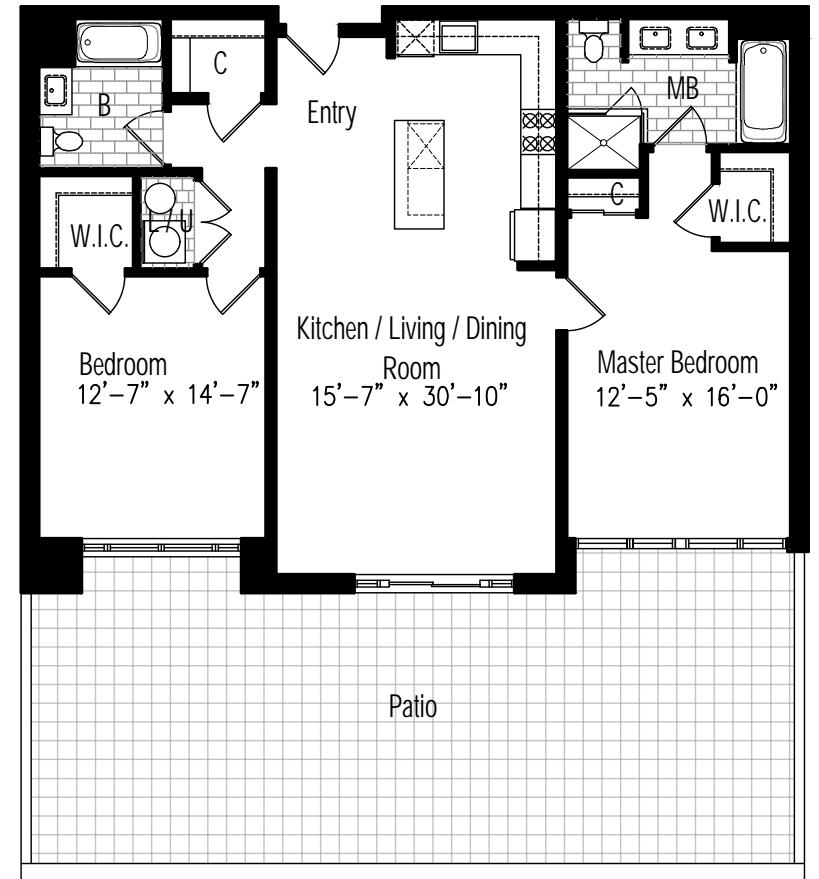 C
B
MB
Entry
C
W.I.C.
L / U
W.I.C.
Kitchen / Living / Dining
Room
15’-7” x 30’-10”
Bedroom
12’-7” x 14’-7”
Master Bedroom
12’-5” x 16’-0”
Patio